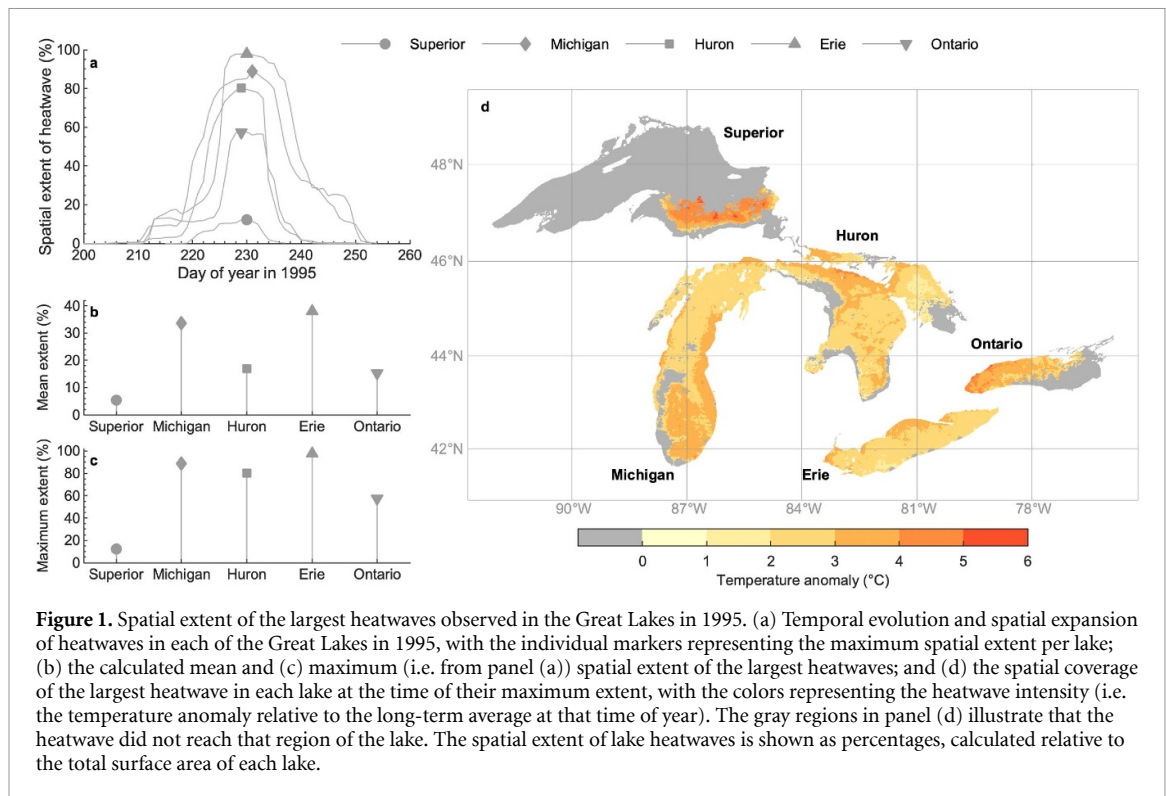 Superior Michigan Huron Erie Ontario
a
Spatial extent of heatwave (%)
100
80
60
40
20
0
200 210 220 230 240 250 260
Day of year in 1995
b
Mean extent (%)
40
30
20
10
0
Superior Michigan Huron Erie Ontario
c
Maximum extent (%)
100
80
60
40
20
0
Superior Michigan Huron Erie Ontario
d
Superior
48°N
Huron
46°N
Ontario
44°N
42°N
Michigan Erie
90°W 87°W 84°W 81°W 78°W
0 1 2 3 4 5 6
Temperature anomaly (°C)
Figure 1. Spatial extent of the largest heatwaves observed in the Great Lakes in 1995. (a) Temporal evolution and spatial expansion
of heatwaves in each of the Great Lakes in 1995, with the individual markers representing the maximum spatial extent per lake;
(b) the calculated mean and (c) maximum (i.e. from panel (a)) spatial extent of the largest heatwaves; and (d) the spatial coverage
of the largest heatwave in each lake at the time of their maximum extent, with the colors representing the heatwave intensity (i.e.
the temperature anomaly relative to the long-term average at that time of year). The gray regions in panel (d) illustrate that the
heatwave did not reach that region of the lake. The spatial extent of lake heatwaves is shown as percentages, calculated relative to
the total surface area of each lake.